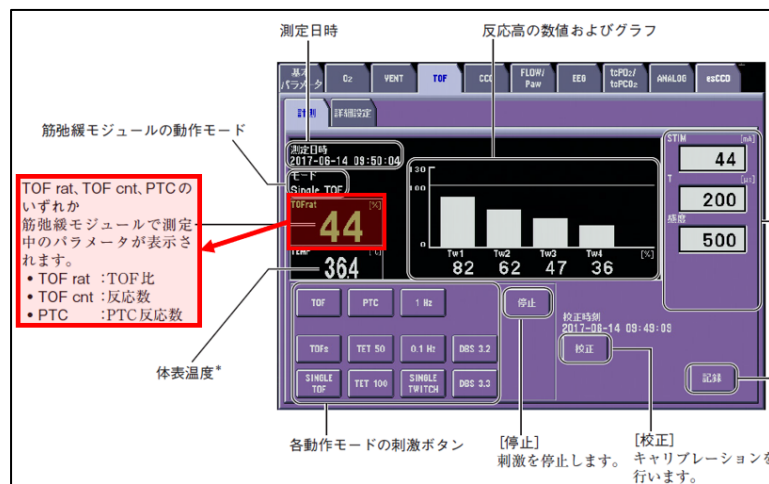 測定日時
反応高の数値およびグラフ
基本
パラメータ
O₂
VENT
TOF
CCO
FLOW/
Paw
EEG
tcPO₂/
tcPCO₂
ANALOG
esCCO
計測
詳細設定
筋弛緩モジュールの動作モード
測定日時
2017-06-14 09:50:04
モード
Single TOF
TOFrat [%]
44
TEMP [℃]
36.4
130
100
0
Tw1 Tw2 Tw3 Tw4 [%]
82 62 47 36
STIM [mA]
44
T [μs]
200
感度
500
TOF rat、TOF cnt、PTCの
いずれか
筋弛緩モジュールで測定
中のパラメータが表示さ
れます。
• TOF rat :TOF比
• TOF cnt :反応数
• PTC :PTC反応数
体表温度*
TOF PTC 1 Hz
TOFs TET 50 0.1 Hz DBS 3.2
SINGLE
TOF
TET 100
SINGLE
TWITCH
DBS 3.3
停止
校正時刻
2017-06-14 09:49:09
校正
記録
各動作モードの刺激ボタン
[停止]
刺激を停止します。
[校正]
キャリブレーションを
行います。